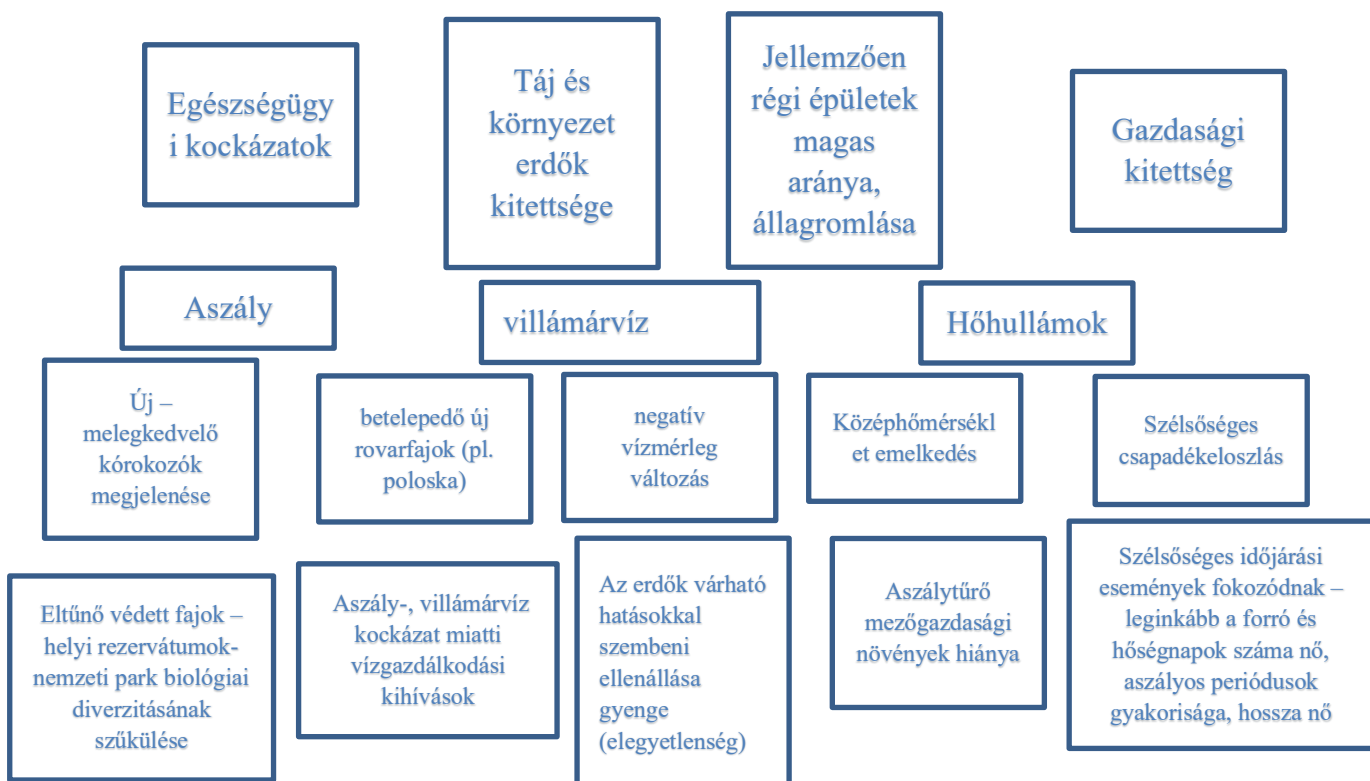 Egészségügy
i kockázatok
Táj és
környezet
erdők
kitettsége
Jellemzően
régi épületek
magas
aránya,
állagromlása
Gazdasági
kitettség
Aszály
villámárvíz
Hőhullámok
Új –
melegkedvelő
kórokozók
megjelenése
betelepedő új
rovarfajok (pl.
poloska)
negatív
vízmérleg
változás
Középhőmérsékl
et emelkedés
Szélsőséges
csapadékeloszlás
Eltűnő védett fajok –
helyi rezervátumok-
nemzeti park biológiai
diverzitásának
szűkülése
Aszály-, villámárvíz
kockázat miatti
vízgazdálkodási
kihívások
Az erdők várható
hatásokkal
szembeni
ellenállása
gyenge
(elegyetlenség)
Aszálytűrő
mezőgazdasági
növények hiánya
Szélsőséges időjárási
események fokozódnak –
leginkább a forró és
hőségnapok száma nő,
aszályos periódusok
gyakorisága, hossza nő